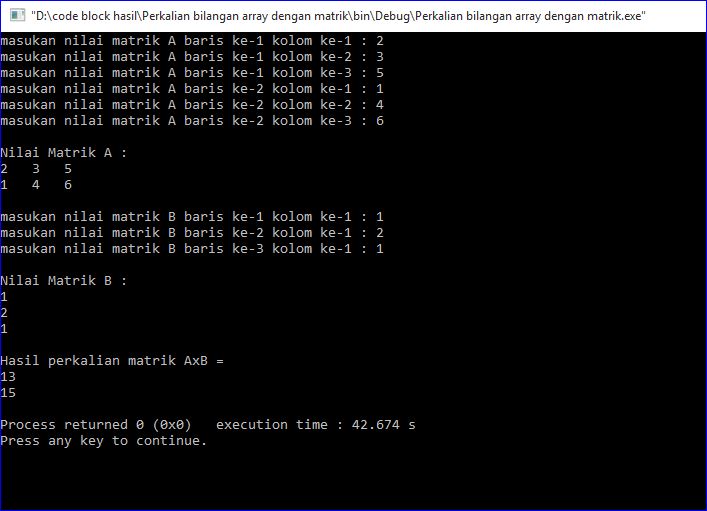 "D:\code block hasil\Perkalian bilangan array dengan matrik\bin\Debug\Perkalian bilangan array dengan matrik.exe"
masukan nilai matrik A baris ke-1 kolom ke-1 : 2
masukan nilai matrik A baris ke-1 kolom ke-2 : 3
masukan nilai matrik A baris ke-1 kolom ke-3 : 5
masukan nilai matrik A baris ke-2 kolom ke-1 : 1
masukan nilai matrik A baris ke-2 kolom ke-2 : 4
masukan nilai matrik A baris ke-2 kolom ke-3 : 6
Nilai Matrik A :
2   3   5
1   4   6
masukan nilai matrik B baris ke-1 kolom ke-1 : 1
masukan nilai matrik B baris ke-2 kolom ke-1 : 2
masukan nilai matrik B baris ke-3 kolom ke-1 : 1
Nilai Matrik B :
1
2
1
Hasil perkalian matrik AxB =
13
15
Process returned 0 (0x0)   execution time : 42.674 s
Press any key to continue.